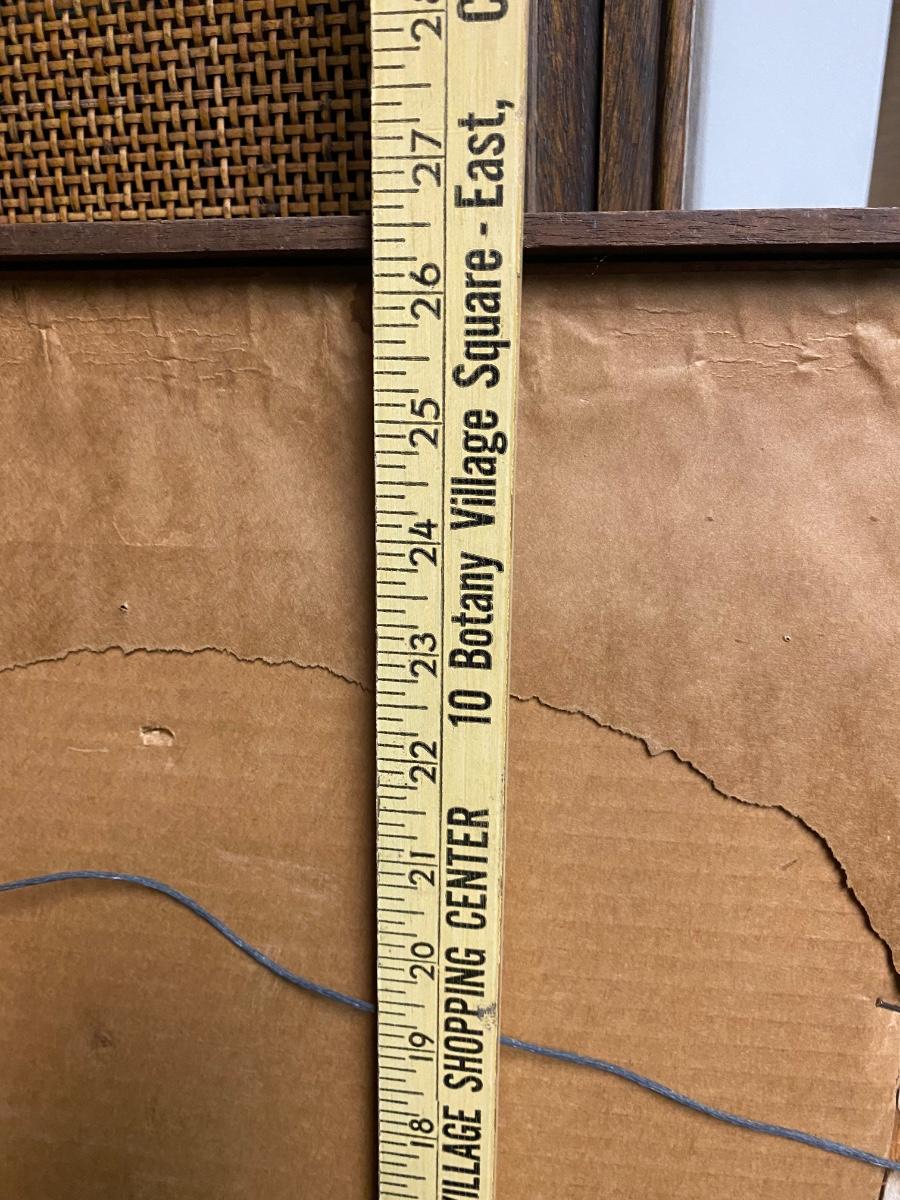 VILLAGE SHOPPING CENTER 10 Botany Village Square - East,
18 19 20 21 22 23 24 25 26 27